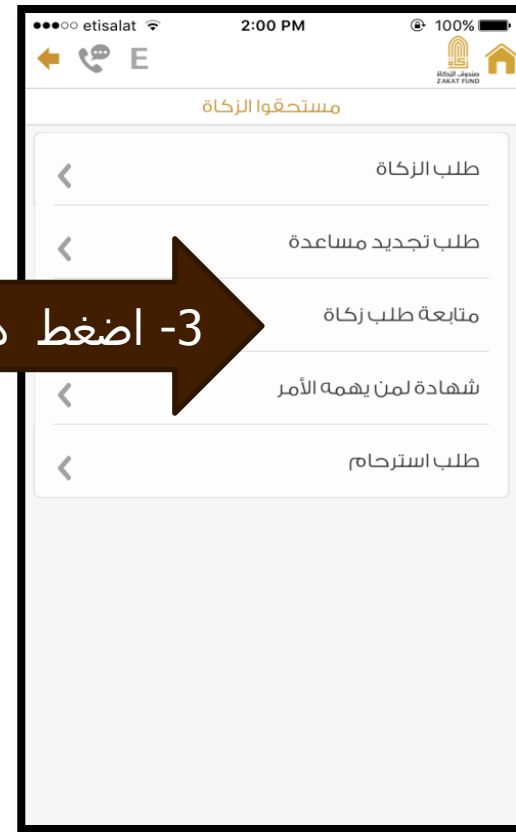 etisalat 2:00 PM 100%
E
صندوق الزكاة
ZAKAT FUND
مستحقوا الزكاة
طلب الزكاة
طلب تجديد مساعدة
متابعة طلب زكاة
3- اضغط
شهادة لمن يهمه الأمر
طلب استرحام